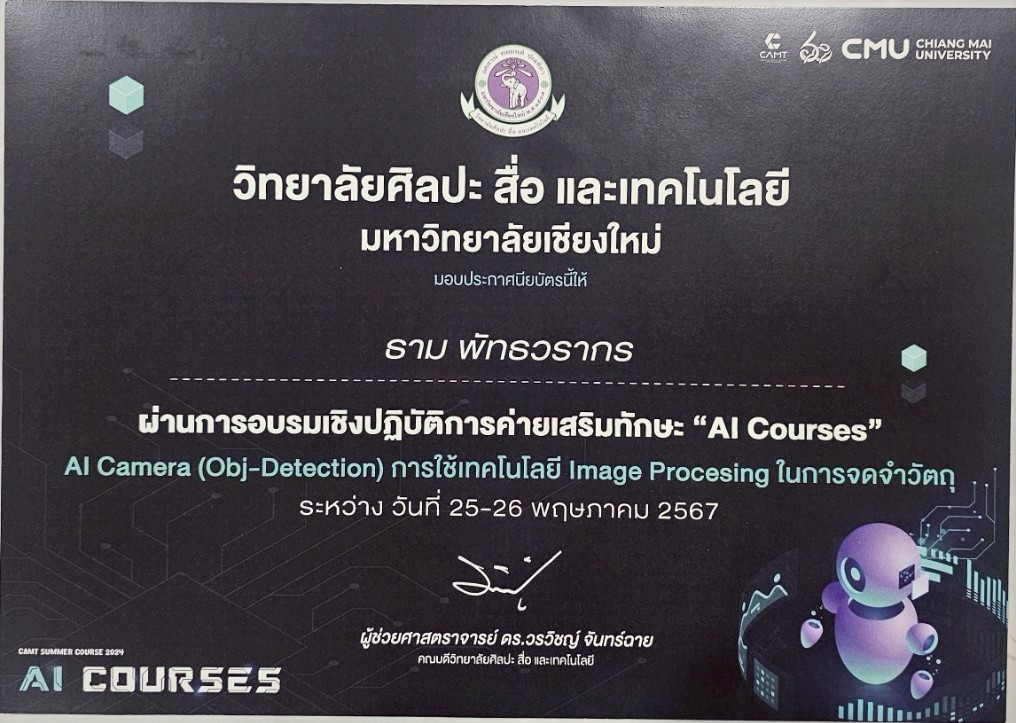 CAMT
CMU CHIANG MAI UNIVERSITY
วิทยาลัยศิลปะ สื่อ และเทคโนโลยี
มหาวิทยาลัยเชียงใหม่
มอบประกาศนียบัตรนี้ให้
ธาม พัทธวรากร
ผ่านการอบรมเชิงปฏิบัติการค่ายเสริมทักษะ “AI Courses”
AI Camera (Obj-Detection) การใช้เทคโนโลยี Image Procesing ในการจดจำวัตถุ
ระหว่าง วันที่ 25-26 พฤษภาคม 2567
ผู้ช่วยศาสตราจารย์ ดร.วรวิชญ์ จันทร์ฉาย
คณบดีวิทยาลัยศิลปะ สื่อ และเทคโนโลยี
CAMT SUMMER COURSE 2024
AI COURSES